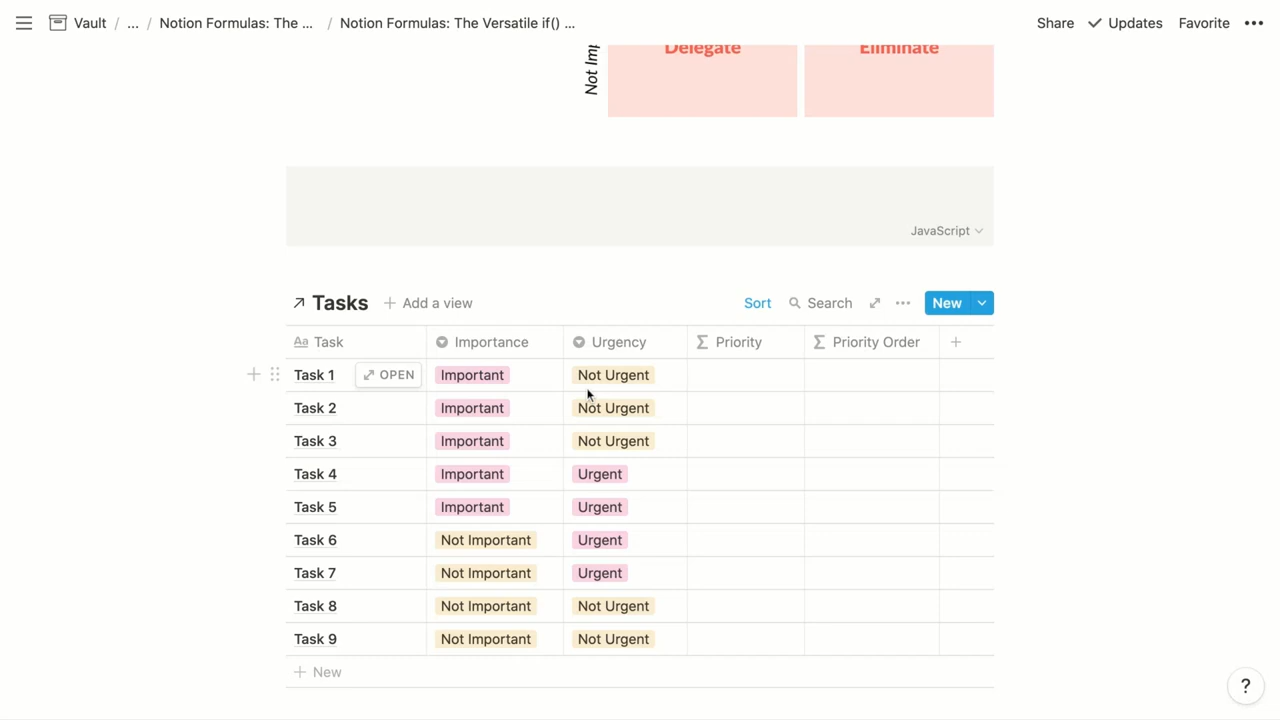 Vault / ... / Notion Formulas: The ... / Notion Formulas: The Versatile if() ...
Share Updates Favorite •••
Delegate Eliminate
Not Im
JavaScript
Tasks + Add a view Sort Search ••• New
Aa Task Importance Urgency Σ Priority Σ Priority Order +
Task 1 OPEN Important Not Urgent
Task 2 Important Not Urgent
Task 3 Important Not Urgent
Task 4 Important Urgent
Task 5 Important Urgent
Task 6 Not Important Urgent
Task 7 Not Important Urgent
Task 8 Not Important Not Urgent
Task 9 Not Important Not Urgent
+ New
?